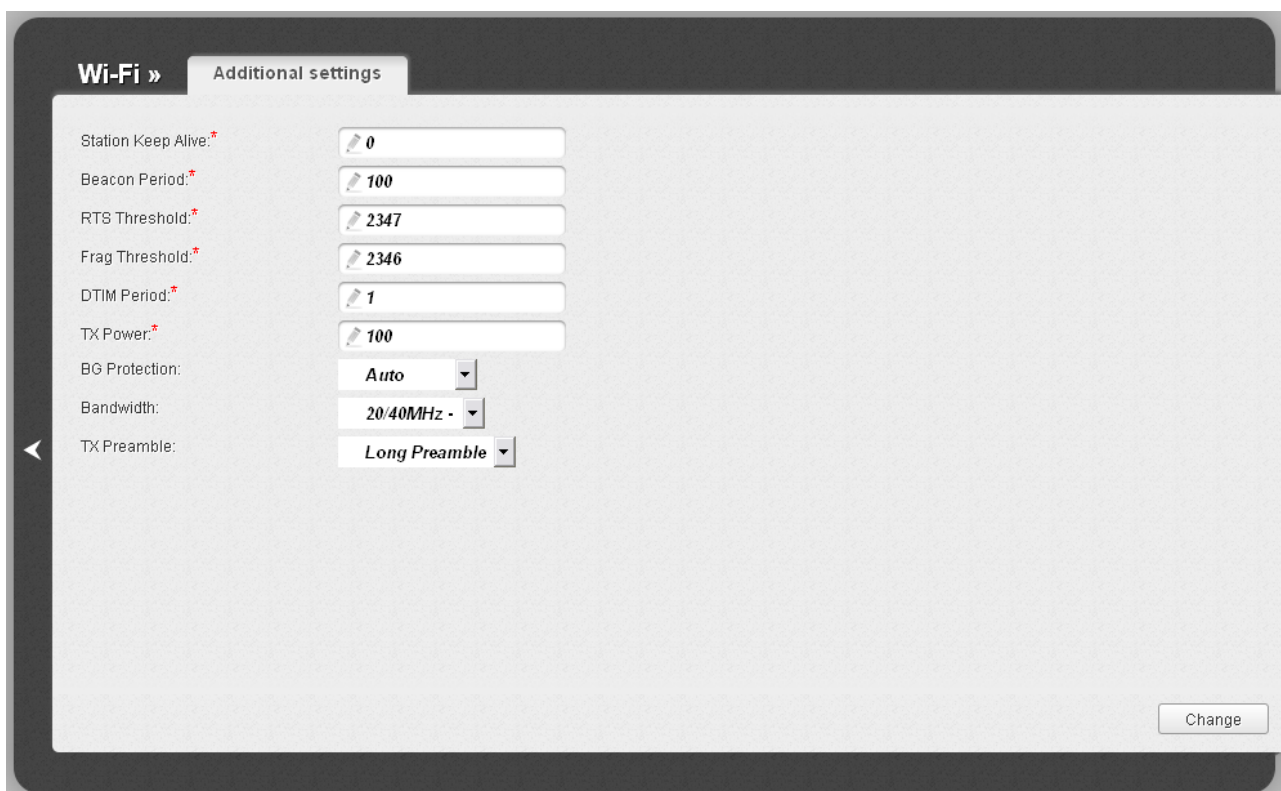 Wi-Fi » Additional settings
Station Keep Alive:* 0
Beacon Period:* 100
RTS Threshold:* 2347
Frag Threshold:* 2346
DTIM Period:* 1
TX Power:* 100
BG Protection: Auto
Bandwidth: 20/40MHz -
TX Preamble: Long Preamble
Change